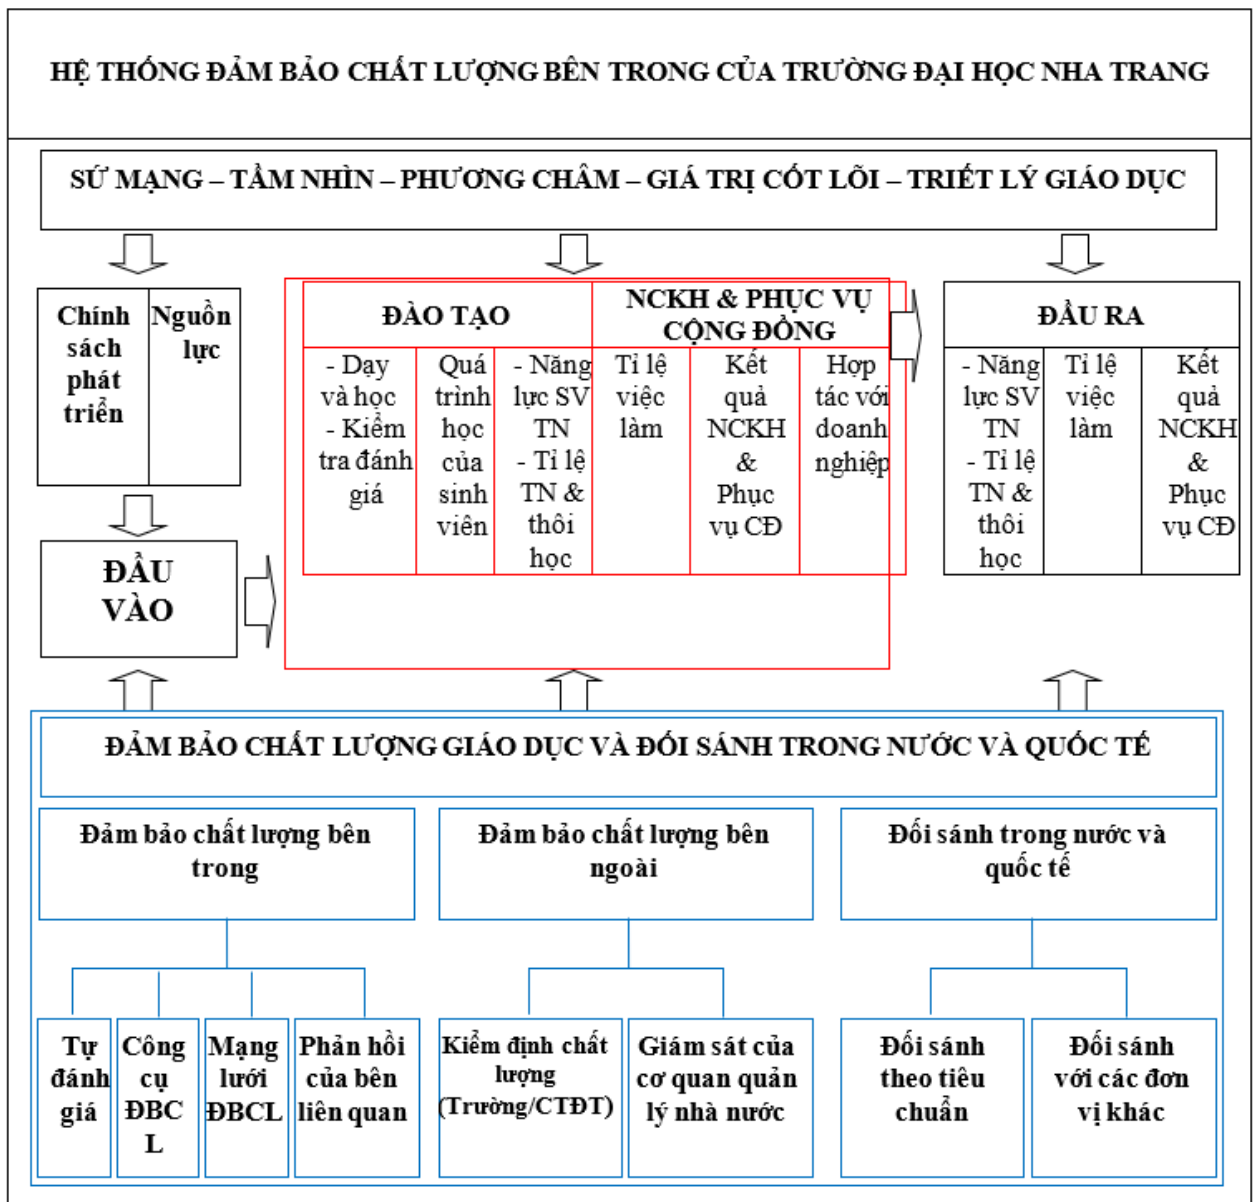 HỆ THỐNG ĐẢM BẢO CHẤT LƯỢNG BÊN TRONG CỦA TRƯỜNG ĐẠI HỌC NHA TRANG
SỨ MẠNG – TẦM NHÌN – PHƯƠNG CHÂM – GIÁ TRỊ CỐT LÕI – TRIẾT LÝ GIÁO DỤC
Chính
sách
phát
triển
Nguồn
lực
ĐẦU
VÀO
ĐÀO TẠO
- Dạy
và học
- Kiểm
tra đánh
giá
Quá
trình
học
của
sinh
viên
- Năng
lực SV
TN
- Tỉ lệ
TN &
thôi
học
NCKH & PHỤC VỤ
CỘNG ĐỒNG
Tỉ lệ
việc
làm
Kết
quả
NCKH
&
Phục
vụ CĐ
Hợp
tác với
doanh
nghiệp
ĐẦU RA
- Năng
lực SV
TN
- Tỉ lệ
TN &
thôi
học
Tỉ lệ
việc
làm
Kết
quả
NCKH
&
Phục
vụ CĐ
ĐẢM BẢO CHẤT LƯỢNG GIÁO DỤC VÀ ĐỐI SÁNH TRONG NƯỚC VÀ QUỐC TẾ
Đảm bảo chất lượng bên
trong
Đảm bảo chất lượng bên
ngoài
Đối sánh trong nước và
quốc tế
Tự
đánh
giá
Công
cụ
ĐBC
L
Mạng
lưới
ĐBCL
Phản hồi
của bên
liên quan
Kiểm định chất
lượng
(Trường/CTĐT)
Giám sát của
cơ quan quản
lý nhà nước
Đối sánh
theo tiêu
chuẩn
Đối sánh
với các đơn
vị khác